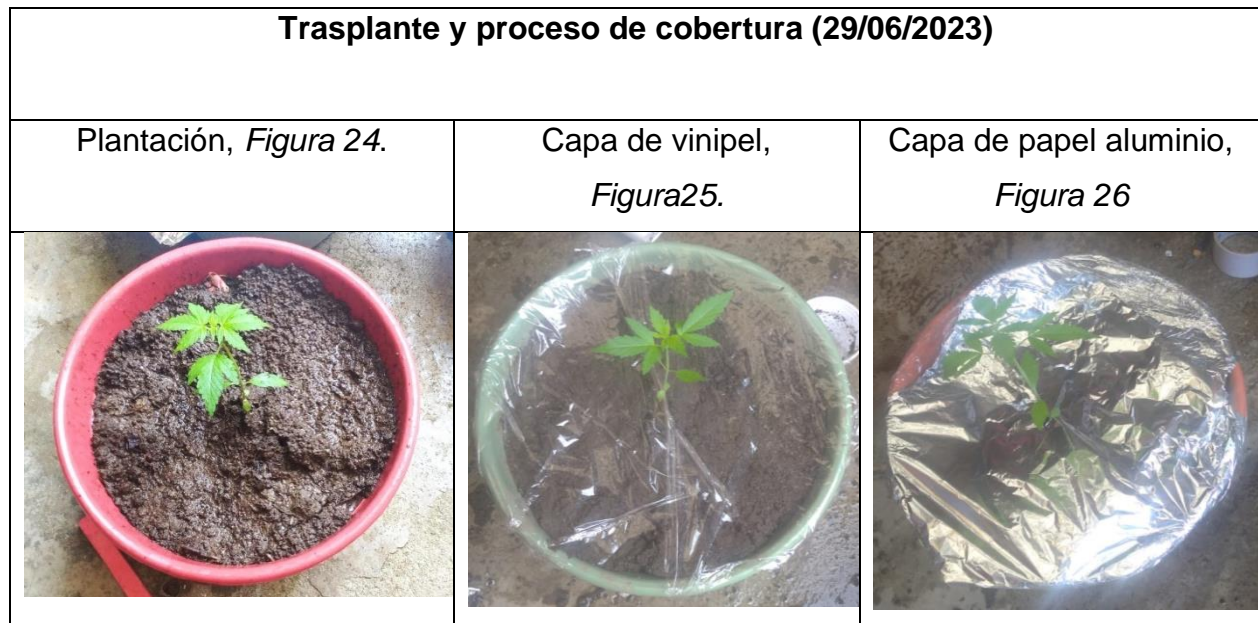 Trasplante y proceso de cobertura (29/06/2023)
Plantación, Figura 24.
Capa de vinipel,
Figura25.
Capa de papel aluminio,
Figura 26